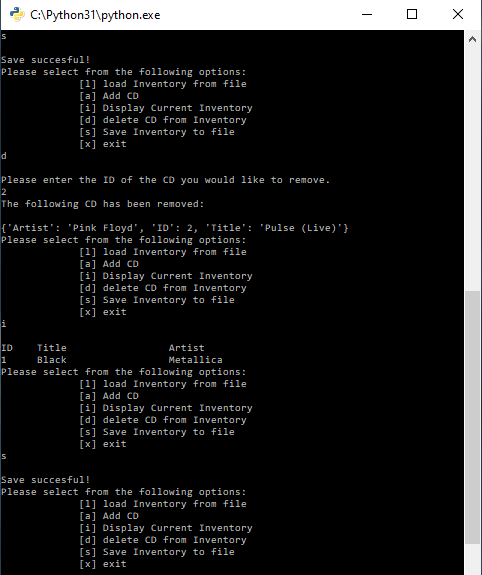 C:\Python31\python.exe
s
Save succesful!
Please select from the following options:
[l] load Inventory from file
[a] Add CD
[i] Display Current Inventory
[d] delete CD from Inventory
[s] Save Inventory to file
[x] exit
d
Please enter the ID of the CD you would like to remove.
2
The following CD has been removed:
{'Artist': 'Pink Floyd', 'ID': 2, 'Title': 'Pulse (Live)'}
Please select from the following options:
[l] load Inventory from file
[a] Add CD
[i] Display Current Inventory
[d] delete CD from Inventory
[s] Save Inventory to file
[x] exit
i
ID Title Artist
1 Black Metallica
Please select from the following options:
[l] load Inventory from file
[a] Add CD
[i] Display Current Inventory
[d] delete CD from Inventory
[s] Save Inventory to file
[x] exit
s
Save succesful!
Please select from the following options:
[l] load Inventory from file
[a] Add CD
[i] Display Current Inventory
[d] delete CD from Inventory
[s] Save Inventory to file
[x] exit